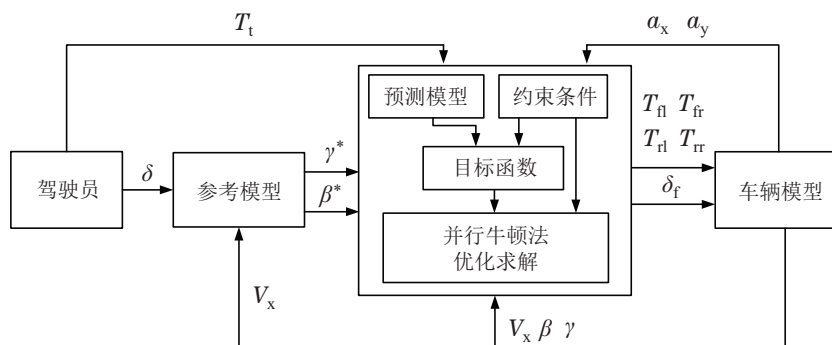 T_t
a_x a_y
预测模型
约束条件
T_fl T_fr
T_rl T_rr
驾驶员
δ
参考模型
γ*
β*
目标函数
δ_f
车辆模型
并行牛顿法
优化求解
V_x
V_x β γ